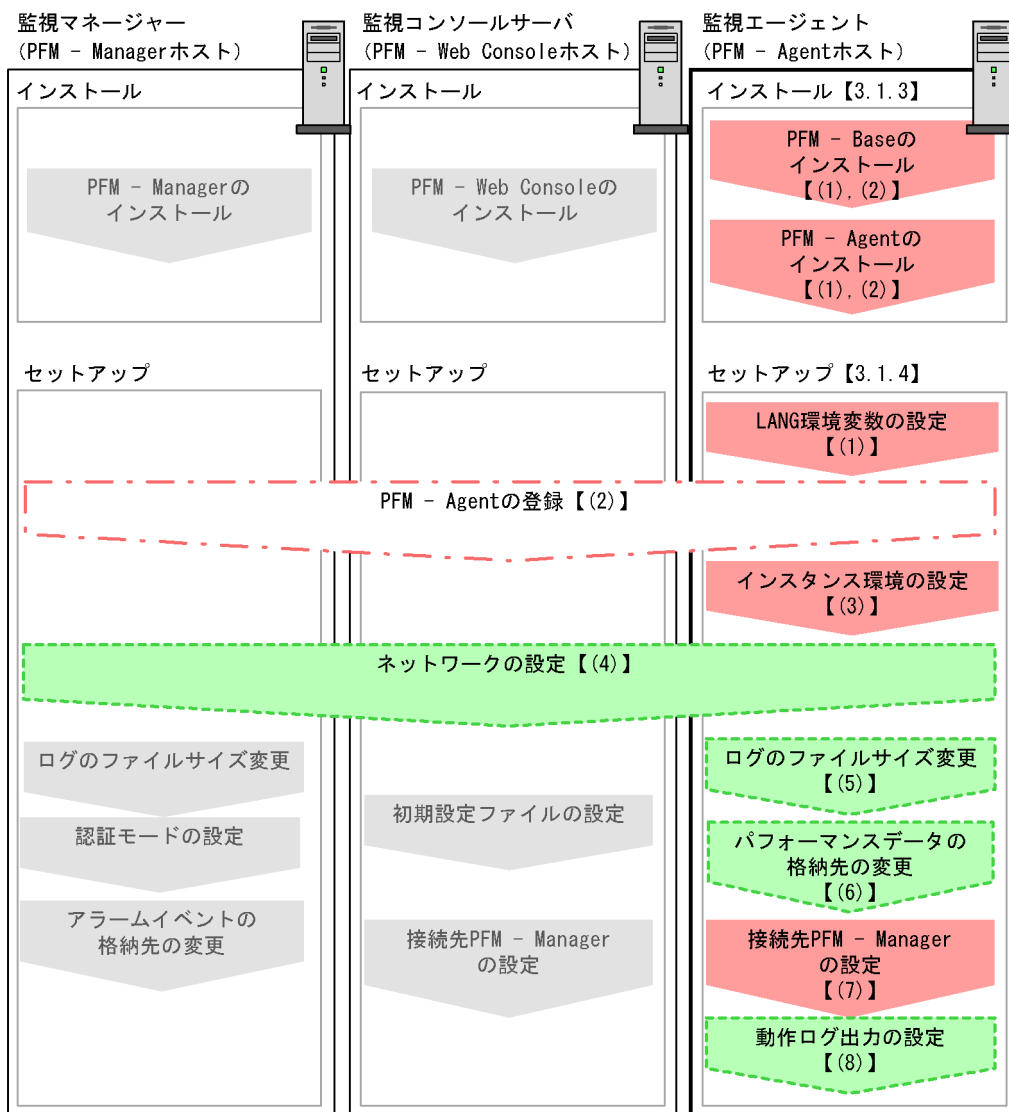 監視マネージャー
(PFM － Managerホスト)
監視コンソールサーバ
(PFM － Web Consoleホスト)
監視エージェント
(PFM － Agentホスト)
インストール
PFM － Managerの
インストール
インストール
PFM － Web Consoleの
インストール
インストール【3.1.3】
PFM － Baseの
インストール
【(1),(2)】
PFM － Agentの
インストール
【(1),(2)】
セットアップ
セットアップ
セットアップ【3.1.4】
LANG環境変数の設定
【(1)】
PFM － Agentの登録【(2)】
インスタンス環境の設定
【(3)】
ネットワークの設定【(4)】
ログのファイルサイズ変更
認証モードの設定
アラームイベントの
格納先の変更
初期設定ファイルの設定
接続先PFM － Manager
の設定
ログのファイルサイズ変更
【(5)】
パフォーマンスデータの
格納先の変更
【(6)】
接続先PFM － Manager
の設定
【(7)】
動作ログ出力の設定
【(8)】